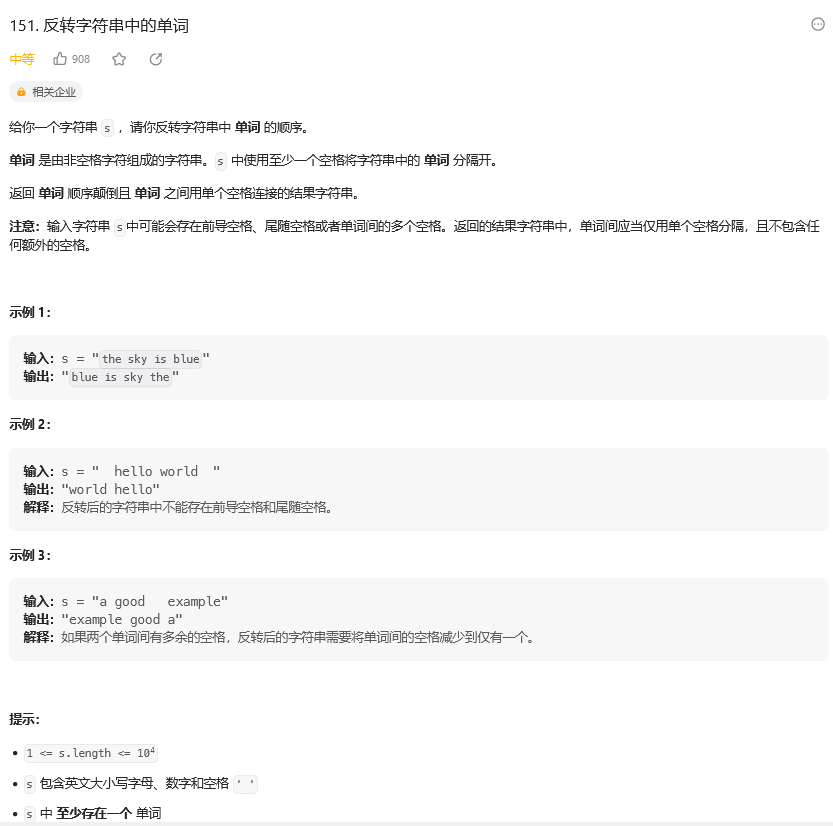 151. 反转字符串中的单词
中等 908
相关企业
给你一个字符串 s ，请你反转字符串中 单词 的顺序。
单词 是由非空格字符组成的字符串。s 中使用至少一个空格将字符串中的 单词 分隔开。
返回 单词 顺序颠倒且 单词 之间用单个空格连接的结果字符串。
注意：输入字符串 s中可能会存在前导空格、尾随空格或者单词间的多个空格。返回的结果字符串中，单词间应当仅用单个空格分隔，且不包含任
何额外的空格。
示例 1：
输入：s = "the sky is blue"
输出："blue is sky the"
示例 2：
输入：s = "  hello world  "
输出："world hello"
解释：反转后的字符串中不能存在前导空格和尾随空格。
示例 3：
输入：s = "a good   example"
输出："example good a"
解释：如果两个单词间有多余的空格，反转后的字符串需要将单词间的空格减少到仅有一个。
提示：
• 1 <= s.length <= 10⁴
• s 包含英文大小写字母、数字和空格 ' '
• s 中 至少存在一个 单词